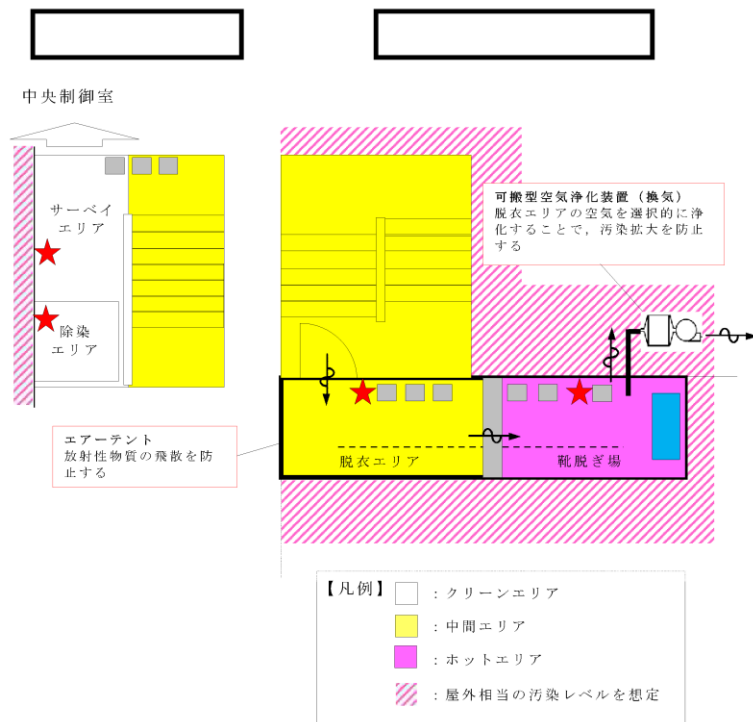 中央制御室
サーベイ
エリア
除染
エリア
可搬型空気浄化装置（換気）
脱衣エリアの空気を選択的に浄
化することで，汚染拡大を防止
する
エアーテント
放射性物質の飛散を防
止する
脱衣エリア
靴脱ぎ場
【凡例】
：クリーンエリア
：中間エリア
：ホットエリア
：屋外相当の汚染レベルを想定